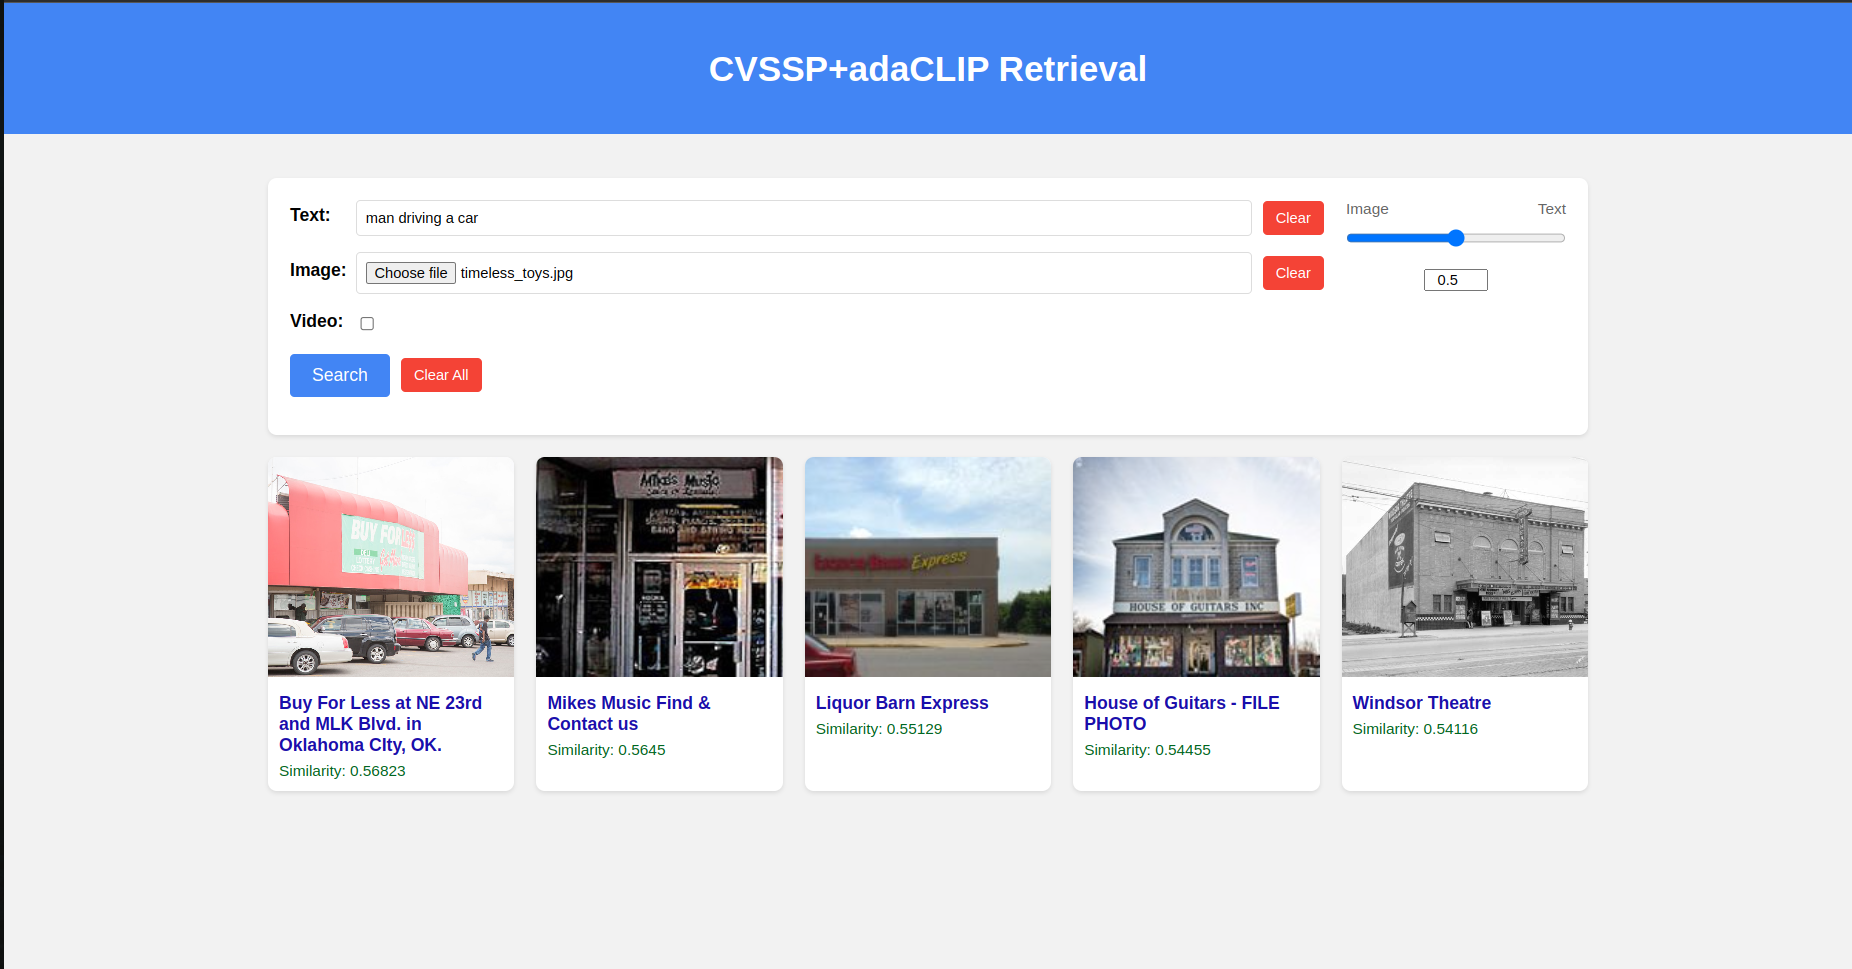 CVSSP+adaCLIP Retrieval
Text:
man driving a car
Clear
Image
Text
Image:
Choose file
timeless_toys.jpg
Clear
0.5
Video:
Search
Clear All
BUY FOR LESS
Mike's Music
Express
HOUSE OF GUITARS INC
Buy For Less at NE 23rd
and MLK Blvd. in
Oklahoma CIty, OK.
Similarity: 0.56823
Mikes Music Find &
Contact us
Similarity: 0.5645
Liquor Barn Express
Similarity: 0.55129
House of Guitars - FILE
PHOTO
Similarity: 0.54455
Windsor Theatre
Similarity: 0.54116